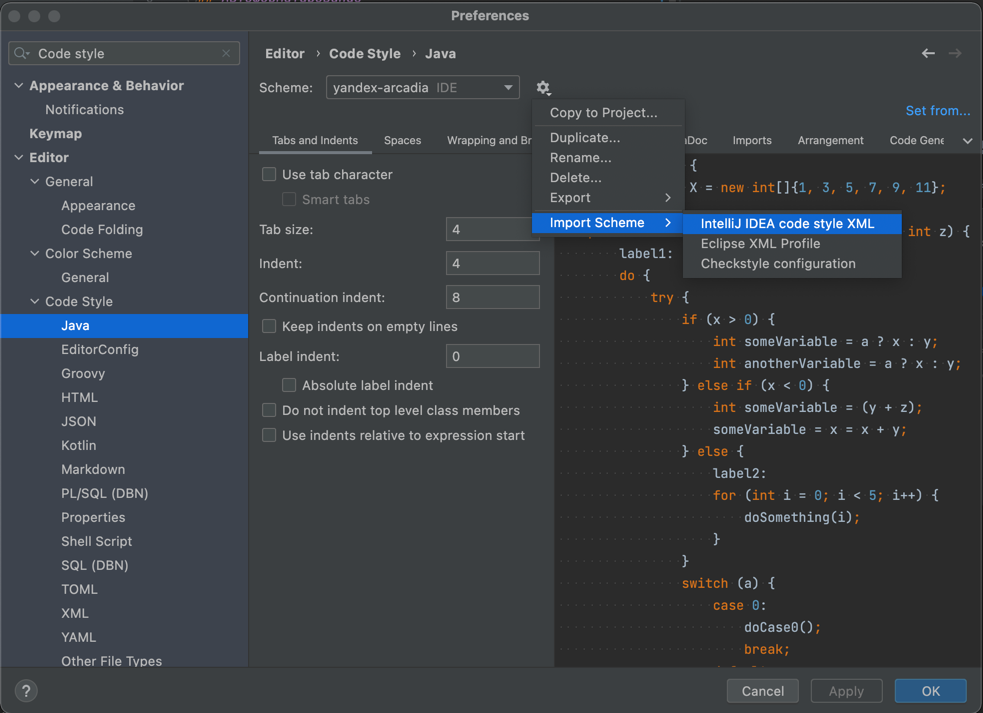 Preferences
Code style
Appearance & Behavior
Notifications
Keymap
Editor
General
Appearance
Code Folding
Color Scheme
General
Code Style
Java
EditorConfig
Groovy
HTML
JSON
Kotlin
Markdown
PL/SQL (DBN)
Properties
Shell Script
SQL (DBN)
TOML
XML
YAML
Other File Types
Editor › Code Style › Java
Scheme: yandex-arcadia IDE
Set from...
Tabs and Indents Spaces Wrapping and Br Doc Imports Arrangement Code Gene
Use tab character
Smart tabs
Tab size: 4
Indent: 4
Continuation indent: 8
Keep indents on empty lines
Label indent: 0
Absolute label indent
Do not indent top level class members
Use indents relative to expression start
Copy to Project...
Duplicate...
Rename...
Delete...
Export
Import Scheme
IntelliJ IDEA code style XML
Eclipse XML Profile
Checkstyle configuration
{
X = new int[]{1, 3, 5, 7, 9, 11};
int z) {
label1:
do {
try {
if (x > 0) {
int someVariable = a ? x : y;
int anotherVariable = a ? x : y;
} else if (x < 0) {
int someVariable = (y + z);
someVariable = x = x + y;
} else {
label2:
for (int i = 0; i < 5; i++) {
doSomething(i);
}
}
switch (a) {
case 0:
doCase0();
break;
?
Cancel Apply OK